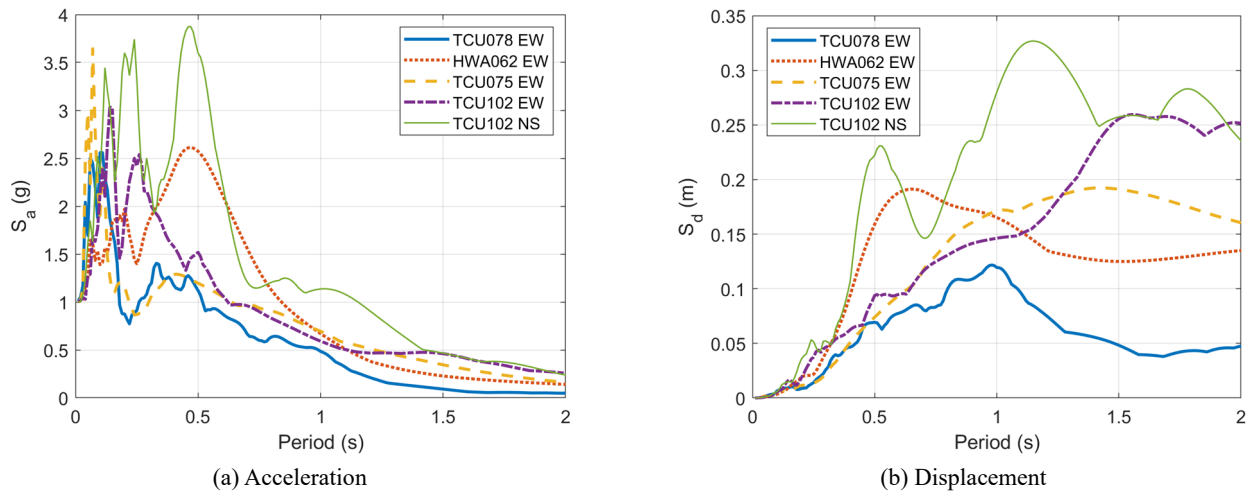 4
3.5
3
2.5
2
1.5
1
0.5
0
S_a (g)
0
0.5
1
1.5
2
Period (s)
TCU078 EW
HWA062 EW
TCU075 EW
TCU102 EW
TCU102 NS
(a) Acceleration
0.35
0.3
0.25
0.2
0.15
0.1
0.05
0
S_d (m)
0
0.5
1
1.5
2
Period (s)
TCU078 EW
HWA062 EW
TCU075 EW
TCU102 EW
TCU102 NS
(b) Displacement